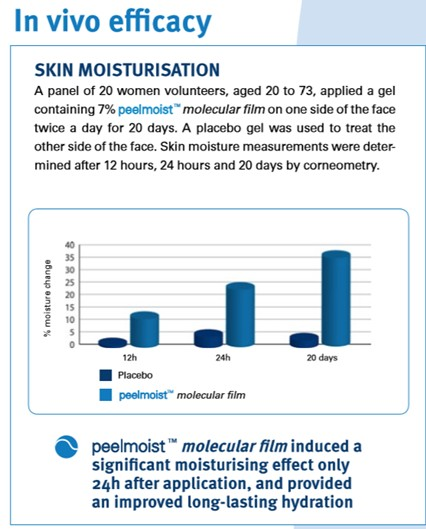 In vivo efficacy
SKIN MOISTURISATION
A panel of 20 women volunteers, aged 20 to 73, applied a gel
containing 7% peelmoist™ molecular film on one side of the face
twice a day for 20 days. A placebo gel was used to treat the
other side of the face. Skin moisture measurements were deter-
mined after 12 hours, 24 hours and 20 days by corneometry.
% moisture change
40
35
30
25
20
15
10
5
0
12h 24h 20 days
Placebo
peelmoist™ molecular film
peelmoist™ molecular film induced a
significant moisturising effect only
24h after application, and provided
an improved long-lasting hydration